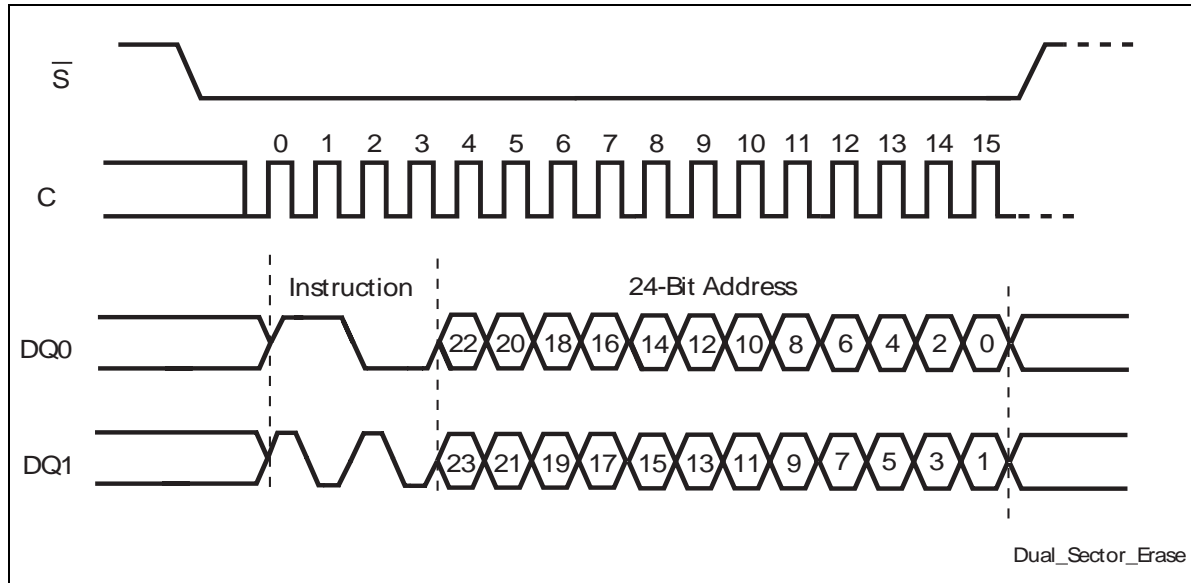 S̅
0 1 2 3 4 5 6 7 8 9 10 11 12 13 14 15
C
Instruction 24-Bit Address
DQ0 22 20 18 16 14 12 10 8 6 4 2 0
DQ1 23 21 19 17 15 13 11 9 7 5 3 1
Dual_Sector_Erase